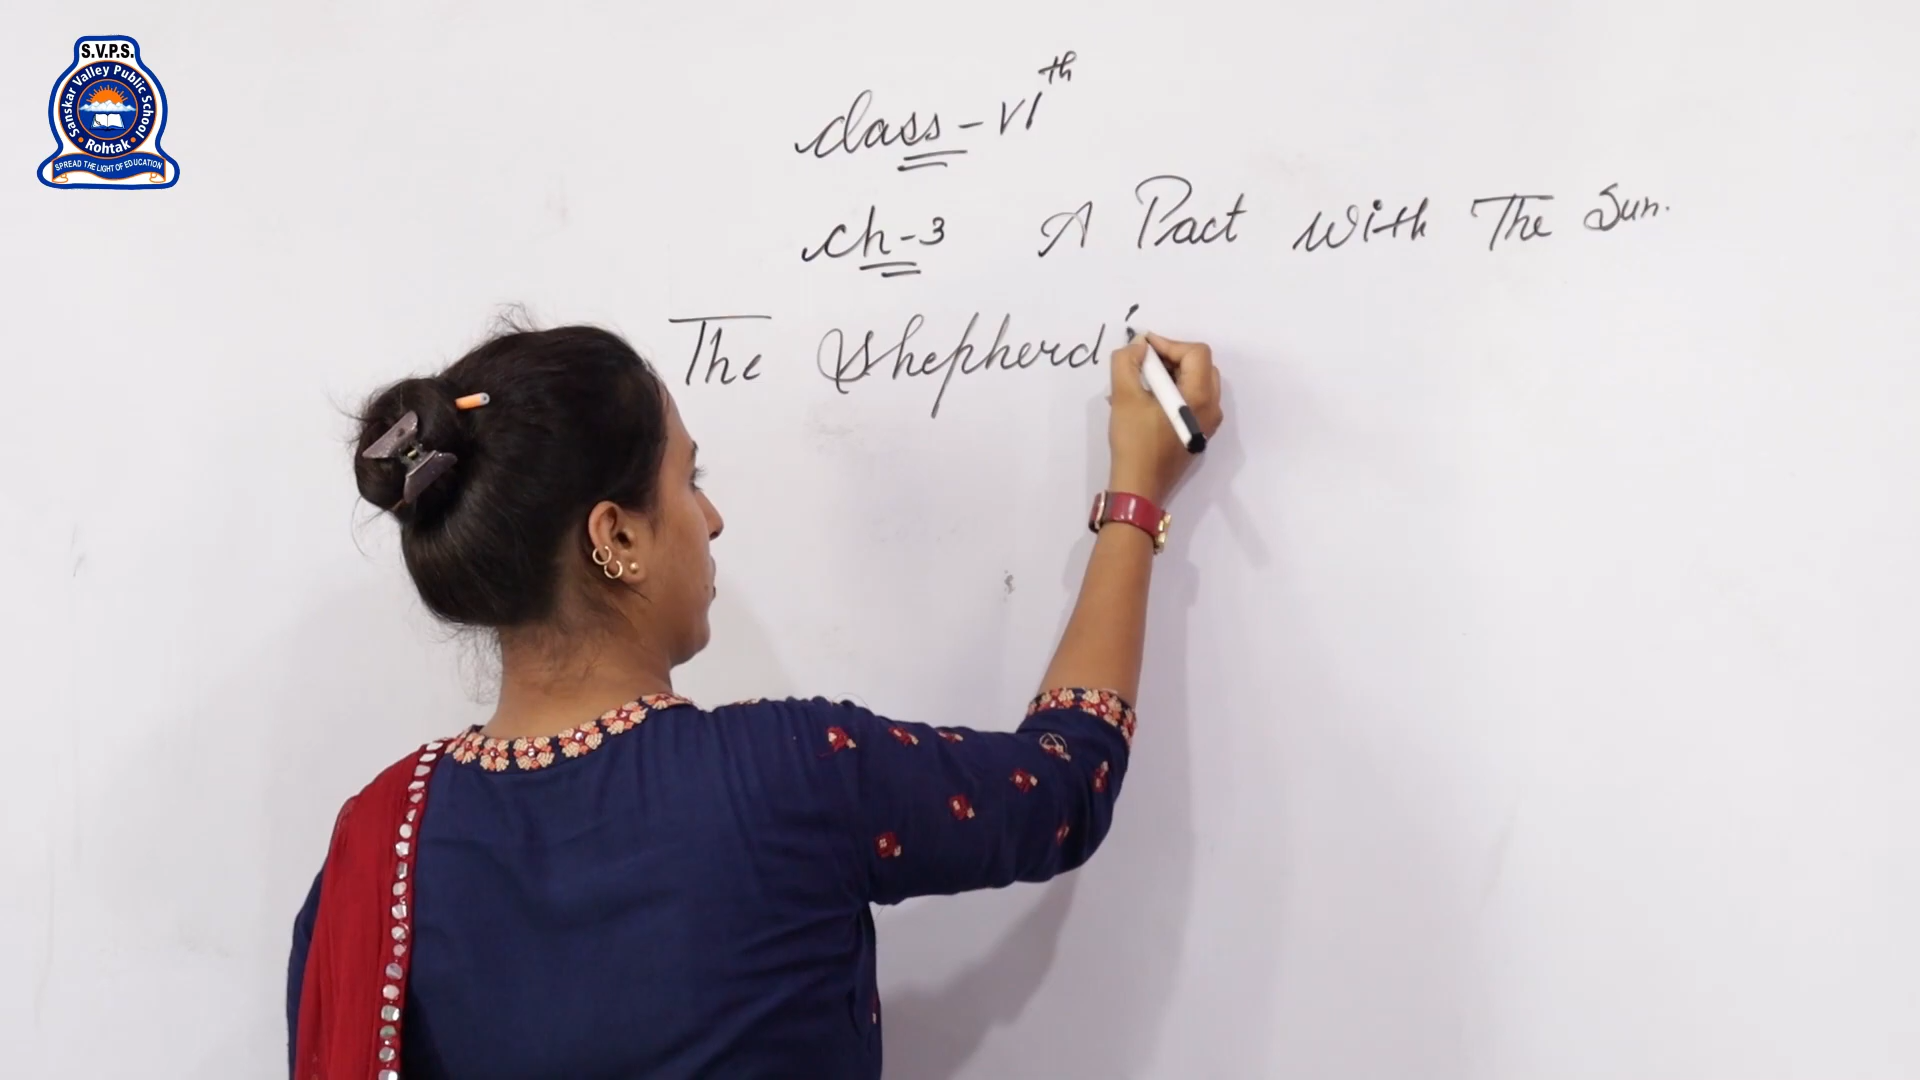 S.V.P.S.
Sanskar Valley Public School
Rohtak
SPREAD THE LIGHT OF EDUCATION
class - VIth
ch-3 A Pact With The Sun.
The Shepherd'